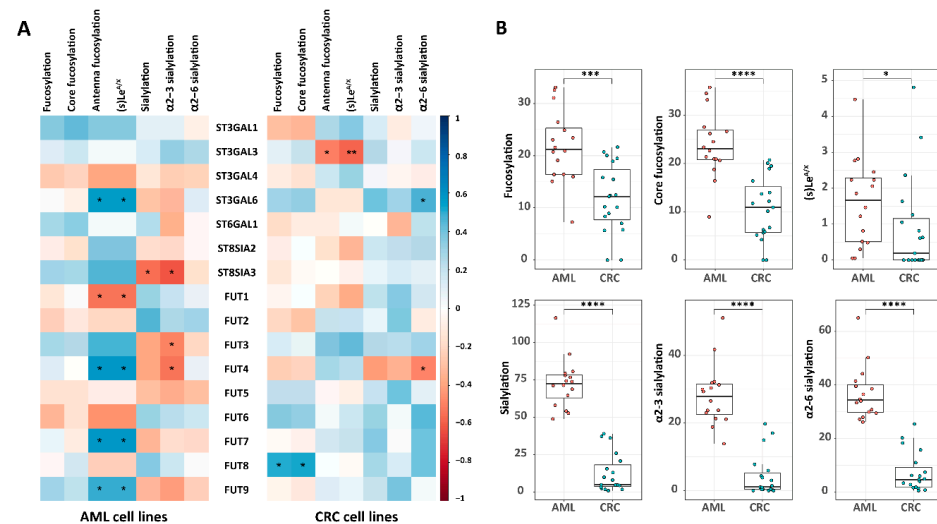 A
Fucosylation
Core fucosylation
Antenna fucosylation
(s)Le^A/X
Sialylation
α2-3 sialylation
α2-6 sialylation
Fucosylation
Core fucosylation
Antenna fucosylation
(s)Le^A/X
Sialylation
α2-3 sialylation
α2-6 sialylation
ST3GAL1
ST3GAL3 * **
ST3GAL4
* * ST3GAL6 *
ST6GAL1
ST8SIA2
* * ST8SIA3
* * FUT1
FUT2
* FUT3
* * * FUT4 *
FUT5
FUT6
* * FUT7
FUT8 * *
* * FUT9
1
0.8
0.6
0.4
0.2
0
-0.2
-0.4
-0.6
-0.8
-1
AML cell lines
CRC cell lines
B
Fucosylation
30
20
10
0
***
AML CRC
Core fucosylation
30
20
10
0
****
AML CRC
(s)Le^A/X
5
4
3
2
1
0
*
AML CRC
Sialylation
125
100
75
50
25
0
****
AML CRC
α2-3 sialylation
40
20
0
****
AML CRC
α2-6 sialylation
60
40
20
0
****
AML CRC